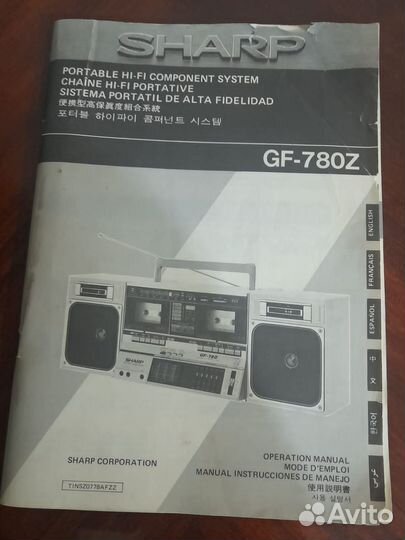 SHARP
PORTABLE HI-FI COMPONENT SYSTEM
CHAÎNE HI-FI PORTATIVE
SISTEMA PORTATIL DE ALTA FIDELIDAD
便携型高保眞度組合系統
포터블 하이파이 콤퍼넌트 시스템
GF-780Z
ENGLISH
FRANÇAIS
ESPAÑOL
中文
한국어
عربي
SHARP
GF-780
SHARP CORPORATION
TINSZ0778AFZZ
OPERATION MANUAL
MODE D'EMPLOI
MANUAL INSTRUCCIONES DE MANEJO
使用説明書
사용 설명서
Avito